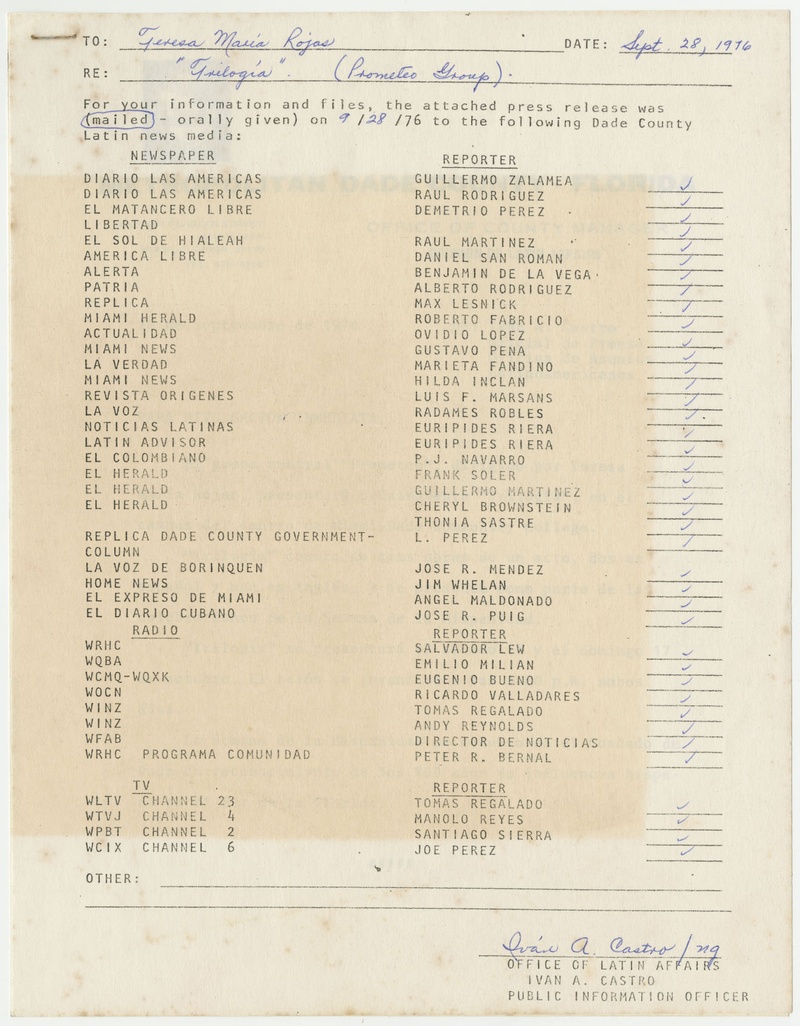 TO: Teresa María Rojas DATE: Sept. 28, 1976
RE: "Trilogía". (Prometeo Group).
For your information and files, the attached press release was
(mailed - orally given) on 9/28/76 to the following Dade County
Latin news media:
NEWSPAPER REPORTER
DIARIO LAS AMERICAS GUILLERMO ZALAMEA ✓
DIARIO LAS AMERICAS RAUL RODRIGUEZ ✓
EL MATANCERO LIBRE DEMETRIO PEREZ ✓
LIBERTAD ✓
EL SOL DE HIALEAH RAUL MARTINEZ ✓
AMERICA LIBRE DANIEL SAN ROMAN ✓
ALERTA BENJAMIN DE LA VEGA ✓
PATRIA ALBERTO RODRIGUEZ ✓
REPLICA MAX LESNICK ✓
MIAMI HERALD ROBERTO FABRICIO ✓
ACTUALIDAD OVIDIO LOPEZ ✓
MIAMI NEWS GUSTAVO PENA ✓
LA VERDAD MARIETA FANDINO ✓
MIAMI NEWS HILDA INCLAN ✓
REVISTA ORIGENES LUIS F. MARSANS ✓
LA VOZ RADAMES ROBLES ✓
NOTICIAS LATINAS EURIPIDES RIERA ✓
LATIN ADVISOR EURIPIDES RIERA ✓
EL COLOMBIANO P.J. NAVARRO ✓
EL HERALD FRANK SOLER ✓
EL HERALD GUILLERMO MARTINEZ ✓
EL HERALD CHERYL BROWNSTEIN ✓
THONIA SASTRE ✓
REPLICA DADE COUNTY GOVERNMENT- L. PEREZ ✓
COLUMN
LA VOZ DE BORINQUEN JOSE R. MENDEZ ✓
HOME NEWS JIM WHELAN ✓
EL EXPRESO DE MIAMI ANGEL MALDONADO ✓
EL DIARIO CUBANO JOSE R. PUIG ✓
RADIO REPORTER
WRHC SALVADOR LEW ✓
WQBA EMILIO MILIAN ✓
WCMQ-WQXK EUGENIO BUENO ✓
WOCN RICARDO VALLADARES ✓
WINZ TOMAS REGALADO ✓
WINZ ANDY REYNOLDS ✓
WFAB DIRECTOR DE NOTICIAS ✓
WRHC PROGRAMA COMUNIDAD PETER R. BERNAL ✓
TV REPORTER
WLTV CHANNEL 23 TOMAS REGALADO ✓
WTVJ CHANNEL 4 MANOLO REYES ✓
WPBT CHANNEL 2 SANTIAGO SIERRA ✓
WCIX CHANNEL 6 JOE PEREZ ✓
OTHER:
Iván A. Castro/ng
OFFICE OF LATIN AFFAIRS
IVAN A. CASTRO
PUBLIC INFORMATION OFFICER